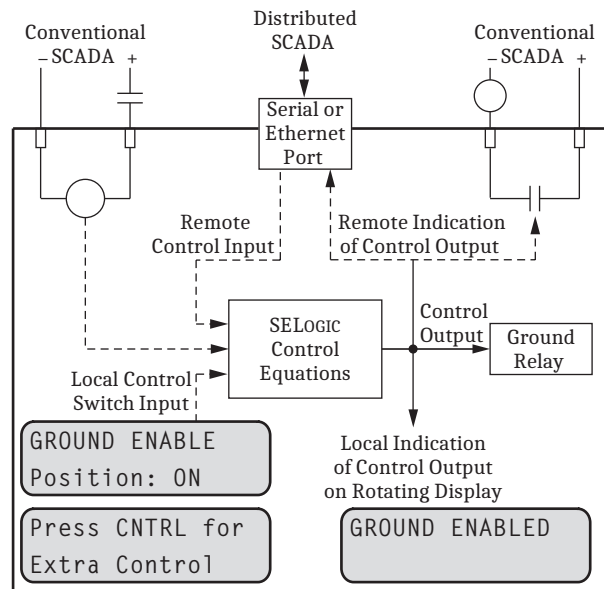 Conventional
SCADA
– +
Distributed
SCADA
Conventional
SCADA
– +
Serial or
Ethernet
Port
Remote
Control Input
Remote Indication
of Control Output
SELOGIC
Control
Equations
Control
Output
Ground
Relay
Local Control
Switch Input
GROUND ENABLE
Position: ON
Local Indication
of Control Output
on Rotating Display
Press CNTRL for
Extra Control
GROUND ENABLED